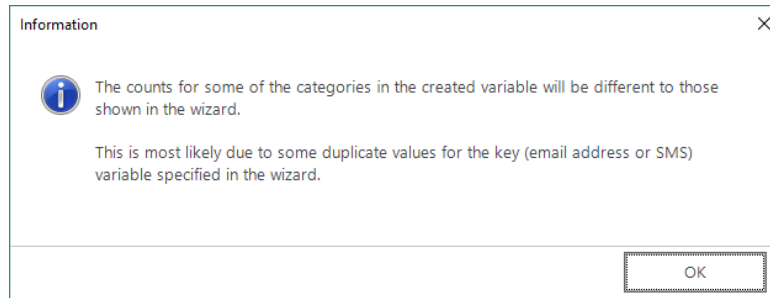 Information
The counts for some of the categories in the created variable will be different to those
shown in the wizard.
This is most likely due to some duplicate values for the key (email address or SMS)
variable specified in the wizard.
OK